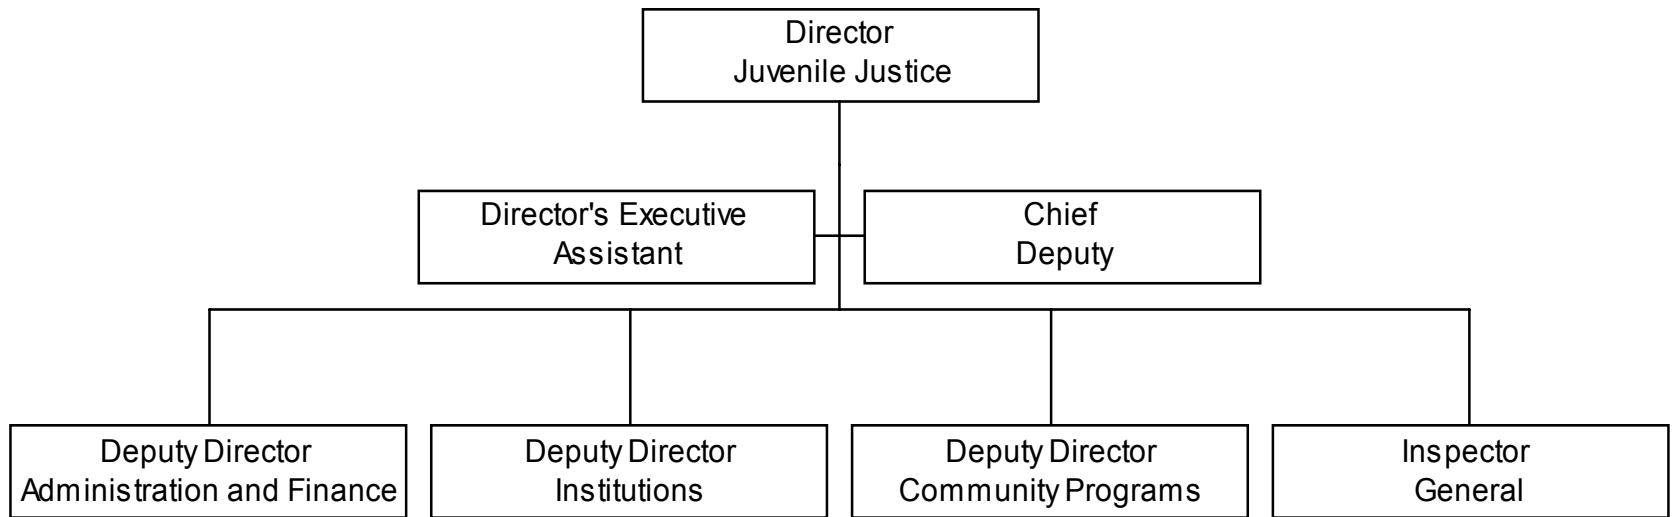 Director
Juvenile Justice
Director's Executive
Assistant
Chief
Deputy
Deputy Director
Administration and Finance
Deputy Director
Institutions
Deputy Director
Community Programs
Inspector
General